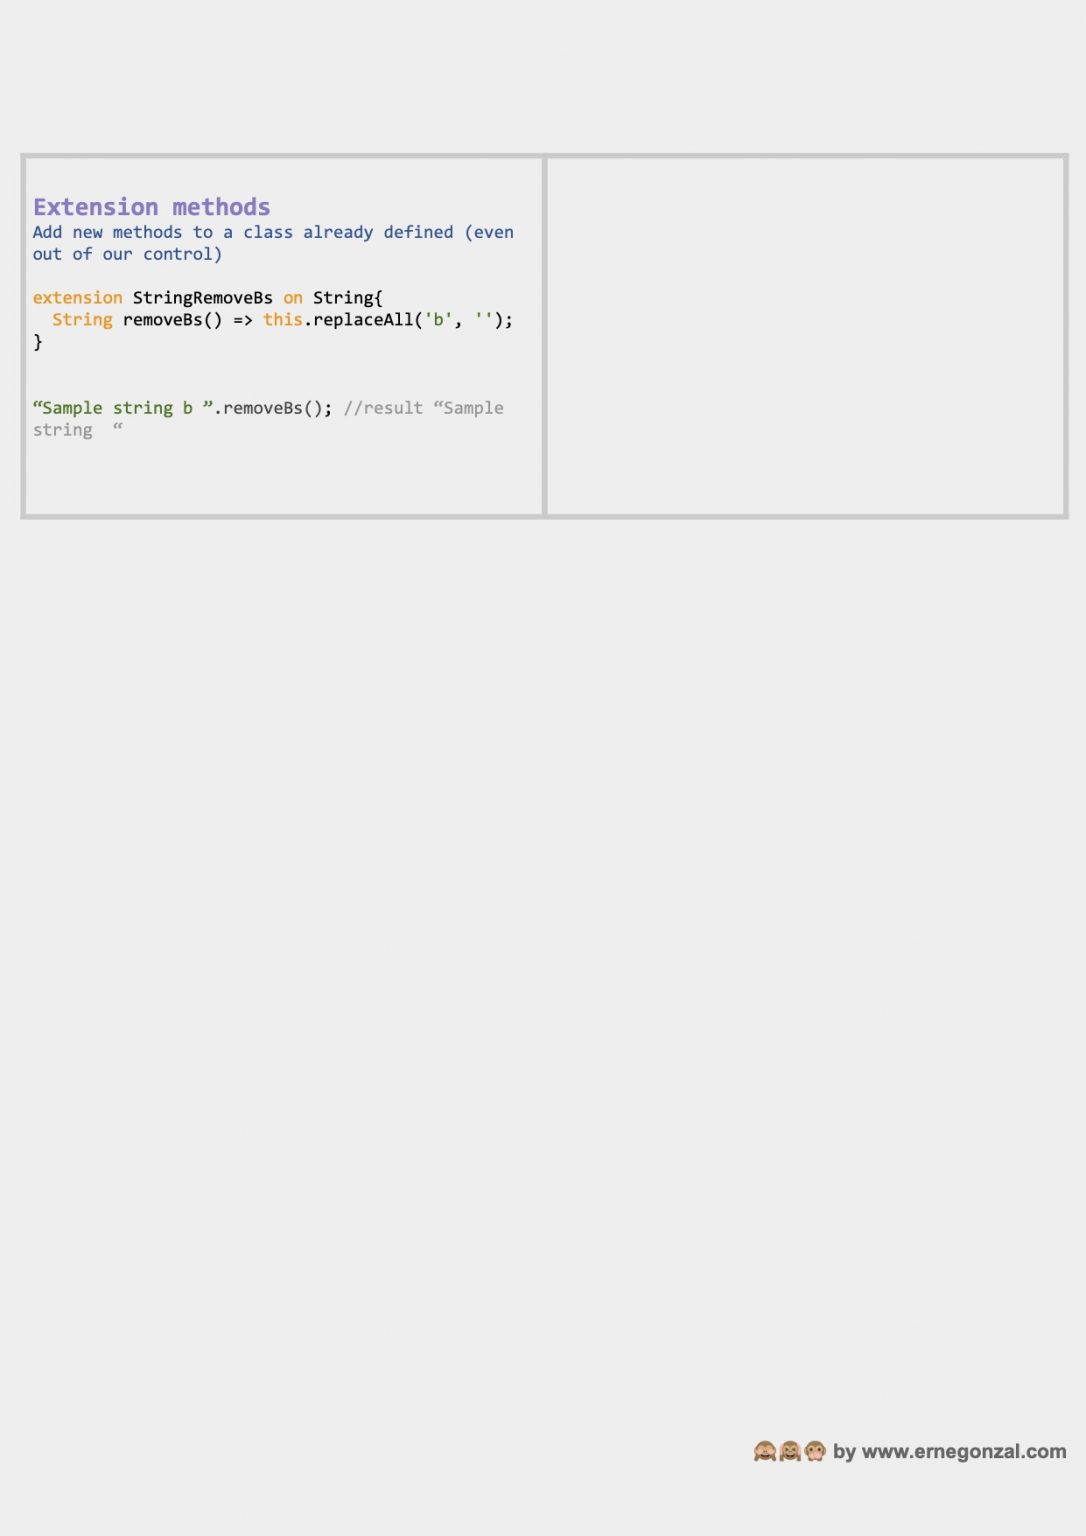 Extension methods
Add new methods to a class already defined (even
out of our control)
extension StringRemoveBs on String{
  String removeBs() => this.replaceAll('b', '');
}
“Sample string b ”.removeBs(); //result “Sample
string  “
🙈🙉🙊 by www.ernegonzal.com